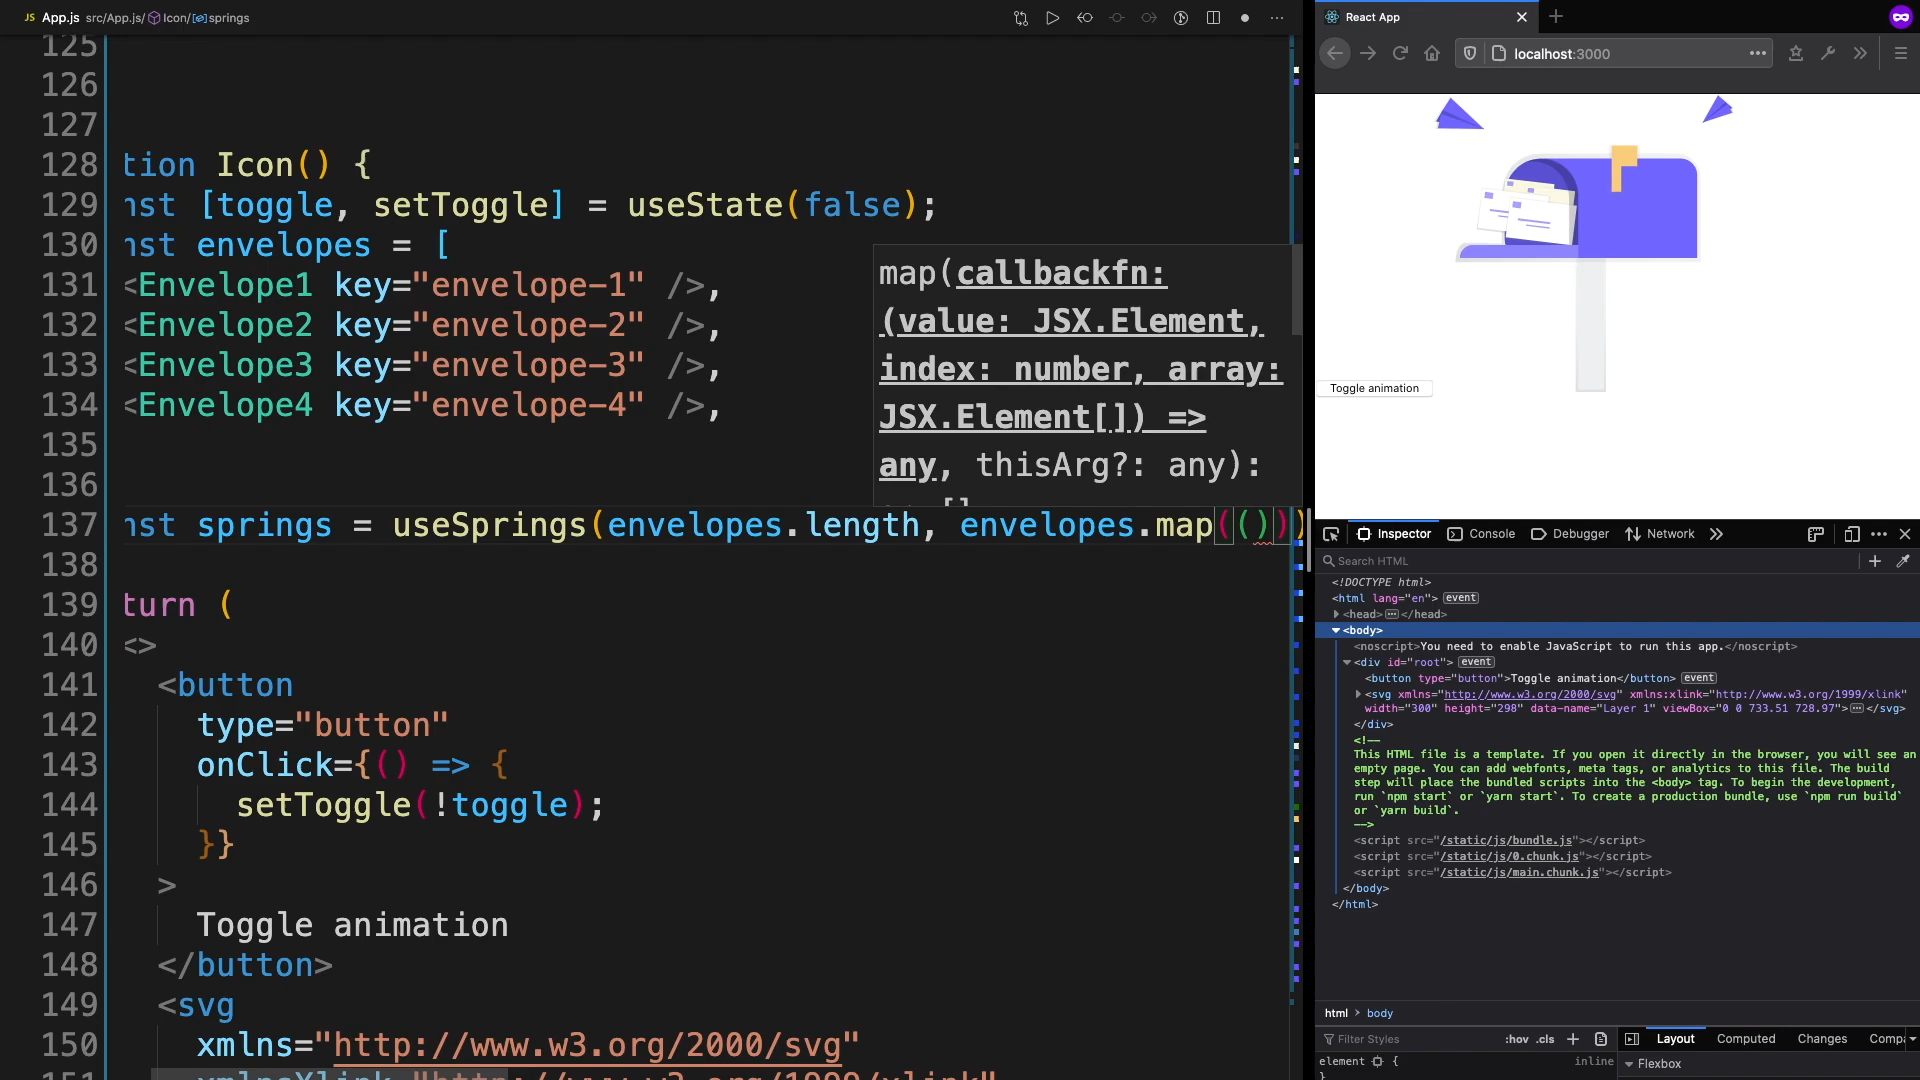 JS App.js src/App.js/ Icon/ springs
125
126
127
128 tion Icon() {
129 nst [toggle, setToggle] = useState(false);
130 nst envelopes = [
131 <Envelope1 key="envelope-1" />,
132 <Envelope2 key="envelope-2" />,
133 <Envelope3 key="envelope-3" />,
134 <Envelope4 key="envelope-4" />,
135
136
137 nst springs = useSprings(envelopes.length, envelopes.map(()))
138
139 turn (
140 <>
141 <button
142 type="button"
143 onClick={() => {
144 setToggle(!toggle);
145 }}
146 >
147 Toggle animation
148 </button>
149 <svg
150 xmlns="http://www.w3.org/2000/svg"
151 xmlnsXlink="http://www.w3.org/1999/xlink"
map(callbackfn:
(value: JSX.Element,
index: number, array:
JSX.Element[]) =>
any, thisArg?: any):
React App
localhost:3000
Toggle animation
Inspector Console Debugger Network
Search HTML
<!DOCTYPE html>
<html lang="en"> event
<head> </head>
<body>
<noscript>You need to enable JavaScript to run this app.</noscript>
<div id="root"> event
<button type="button">Toggle animation</button> event
<svg xmlns="http://www.w3.org/2000/svg" xmlns:xlink="http://www.w3.org/1999/xlink"
width="300" height="298" data-name="Layer 1" viewBox="0 0 733.51 728.97"> </svg>
</div>
<!--
This HTML file is a template. If you open it directly in the browser, you will see an
empty page. You can add webfonts, meta tags, or analytics to this file. The build
step will place the bundled scripts into the <body> tag. To begin the development,
run `npm start` or `yarn start`. To create a production bundle, use `npm run build`
or `yarn build`.
-->
<script src="/static/js/bundle.js"></script>
<script src="/static/js/0.chunk.js"></script>
<script src="/static/js/main.chunk.js"></script>
</body>
</html>
html > body
Filter Styles :hov .cls + Layout Computed Changes Comp
element { inline
}
Flexbox